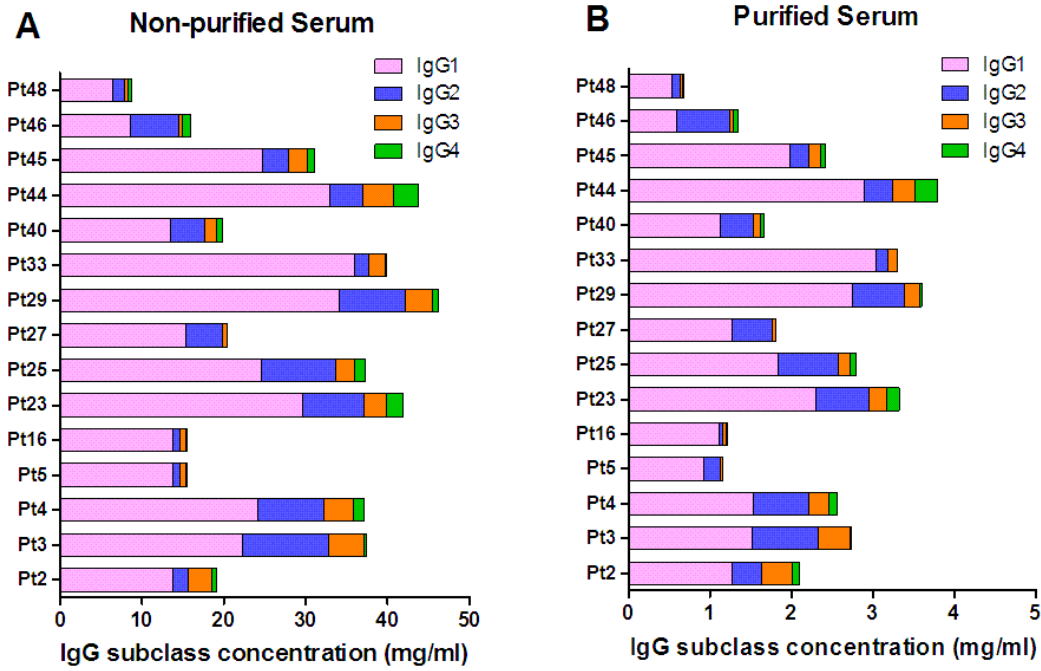 A
Non-purified Serum
IgG1
IgG2
IgG3
IgG4
Pt48
Pt46
Pt45
Pt44
Pt40
Pt33
Pt29
Pt27
Pt25
Pt23
Pt16
Pt5
Pt4
Pt3
Pt2
0 10 20 30 40 50
IgG subclass concentration (mg/ml)
B
Purified Serum
IgG1
IgG2
IgG3
IgG4
Pt48
Pt46
Pt45
Pt44
Pt40
Pt33
Pt29
Pt27
Pt25
Pt23
Pt16
Pt5
Pt4
Pt3
Pt2
0 1 2 3 4 5
IgG subclass concentration (mg/ml)